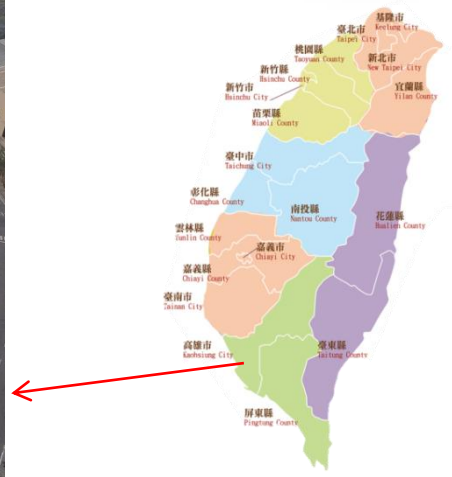 基隆市
Keelung City
臺北市
Taipei City
桃園縣
Taoyuan County
新北市
New Taipei City
新竹縣
Hsinchu County
宜蘭縣
Yilan County
新竹市
Hsinchu City
苗栗縣
Miaoli County
臺中市
Taichung City
彰化縣
Changhua County
南投縣
Nantou County
花蓮縣
Hualien County
雲林縣
Yunlin County
嘉義市
Chiayi City
嘉義縣
Chiayi County
臺南市
Tainan City
高雄市
Kaohsiung City
臺東縣
Taitung County
屏東縣
Pingtung County